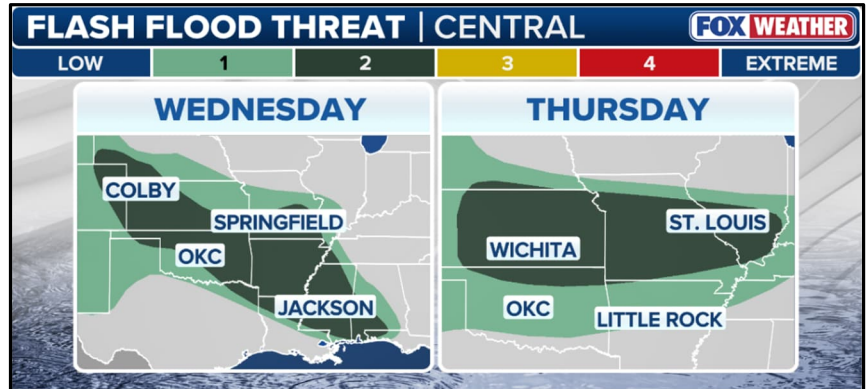 FLASH FLOOD THREAT | CENTRAL
FOX WEATHER
LOW 1 2 3 4 EXTREME
WEDNESDAY
COLBY
SPRINGFIELD
OKC
JACKSON
THURSDAY
ST. LOUIS
WICHITA
OKC
LITTLE ROCK